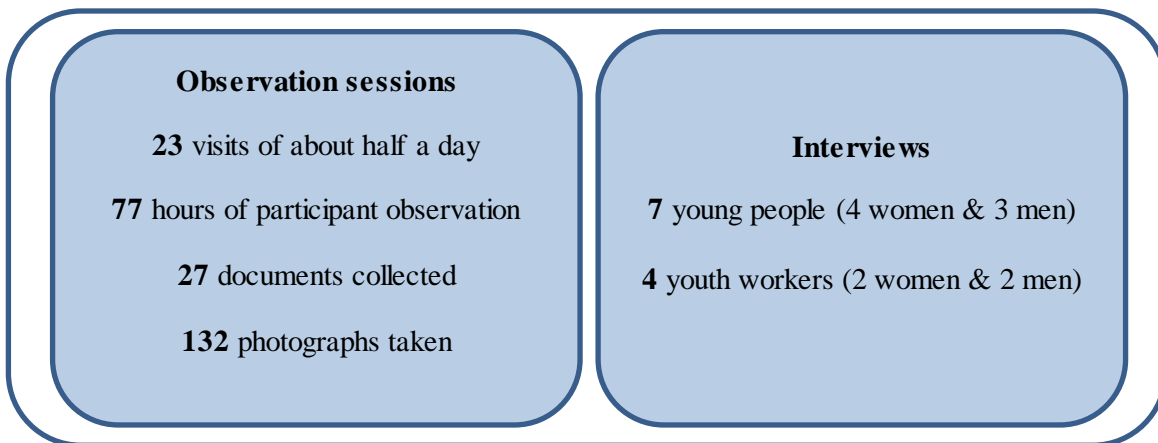 Observation sessions
23 visits of about half a day
77 hours of participant observation
27 documents collected
132 photographs taken
Interviews
7 young people (4 women & 3 men)
4 youth workers (2 women & 2 men)